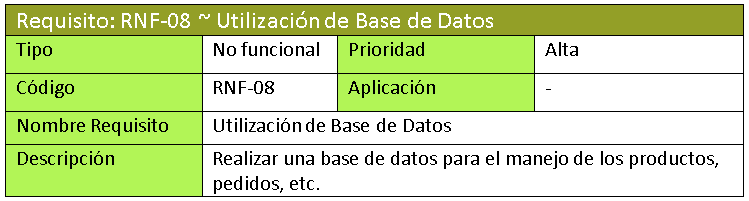 Requisito: RNF-08 ~ Utilización de Base de Datos
Tipo No funcional Prioridad Alta
Código RNF-08 Aplicación -
Nombre Requisito Utilización de Base de Datos
Descripción Realizar una base de datos para el manejo de los productos,
pedidos, etc.